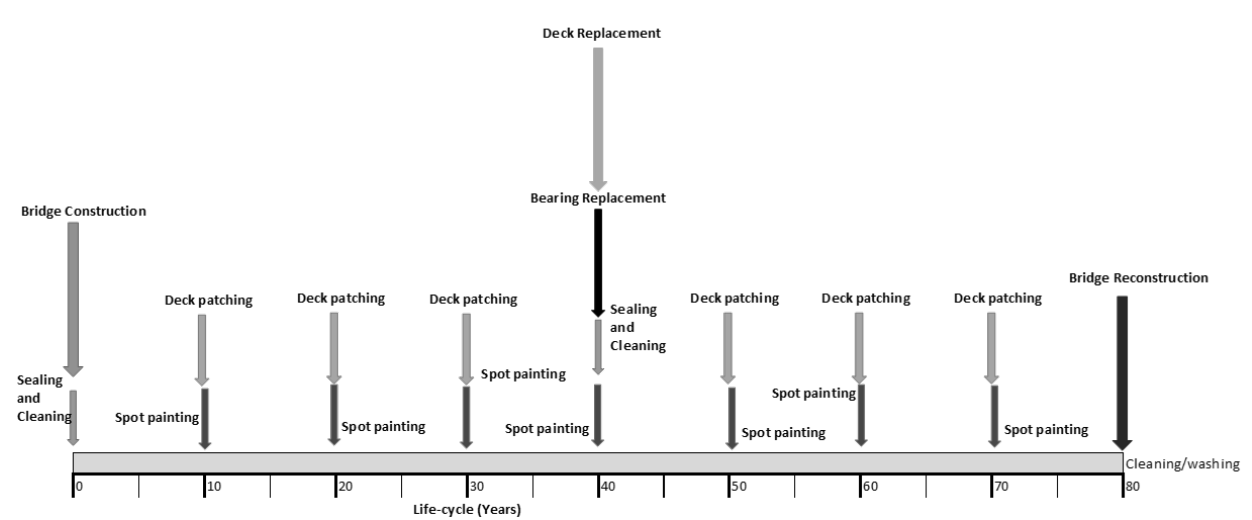 Deck Replacement
Bearing Replacement
Bridge Construction
Bridge Reconstruction
Deck patching
Deck patching
Deck patching
Deck patching
Deck patching
Deck patching
Sealing
and
Cleaning
Sealing
and
Cleaning
Spot painting
Spot painting
Spot painting
Spot painting
Spot painting
Spot painting
Spot painting
Cleaning/washing
0 10 20 30 40 50 60 70 80
Life-cycle (Years)